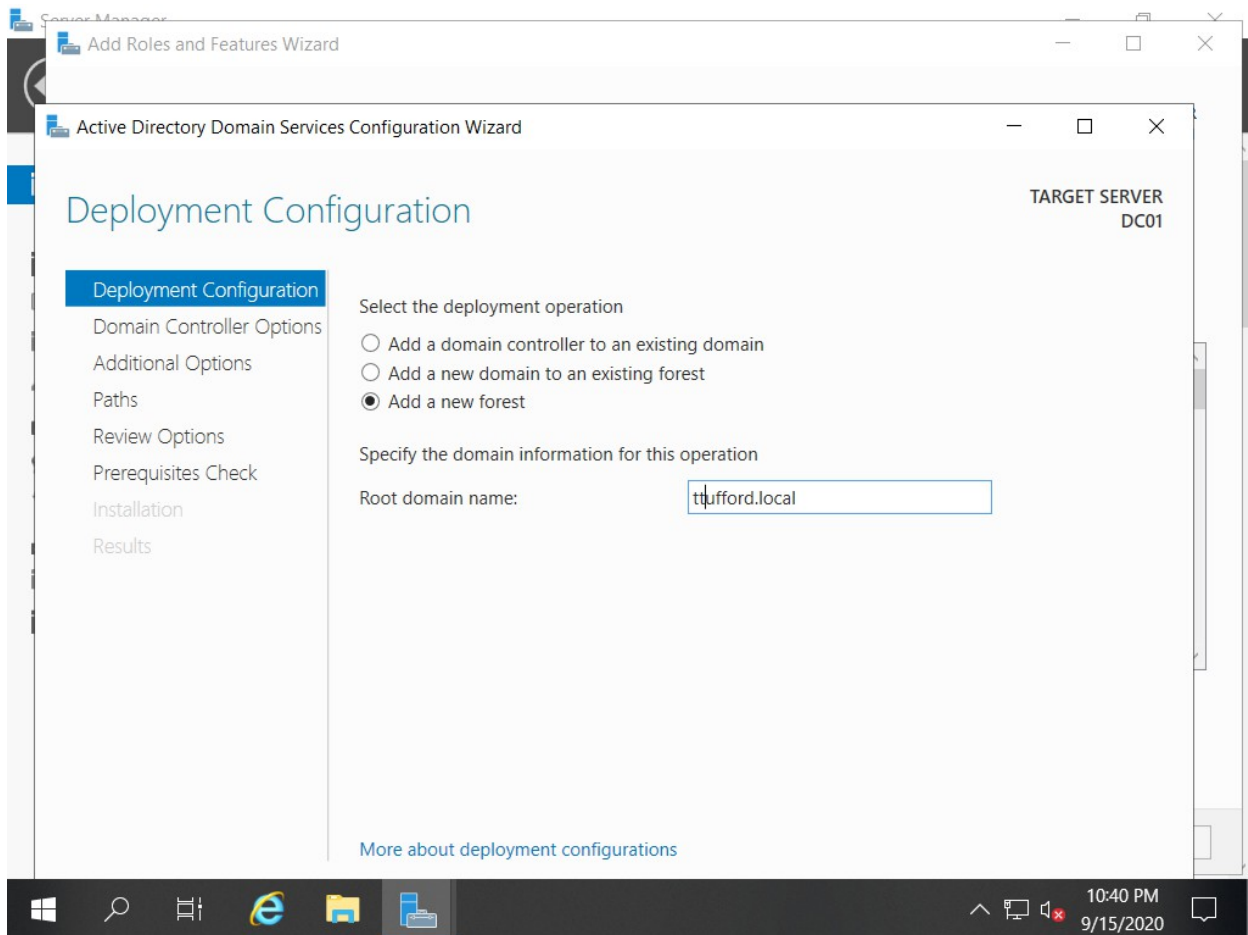 Server Manager
Add Roles and Features Wizard
Active Directory Domain Services Configuration Wizard
Deployment Configuration
TARGET SERVER
DC01
Deployment Configuration
Domain Controller Options
Additional Options
Paths
Review Options
Prerequisites Check
Installation
Results
Select the deployment operation
Add a domain controller to an existing domain
Add a new domain to an existing forest
Add a new forest
Specify the domain information for this operation
Root domain name:
ttufford.local
More about deployment configurations
10:40 PM
9/15/2020